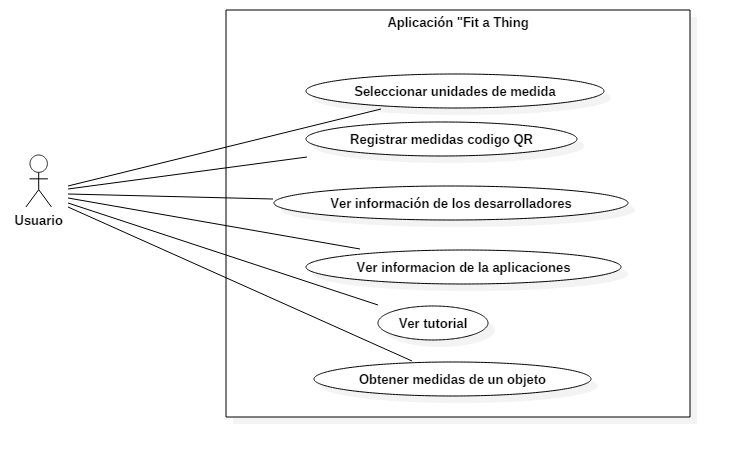 Aplicación "Fit a Thing
Seleccionar unidades de medida
Registrar medidas codigo QR
Ver información de los desarrolladores
Usuario
Ver informacion de la aplicaciones
Ver tutorial
Obtener medidas de un objeto